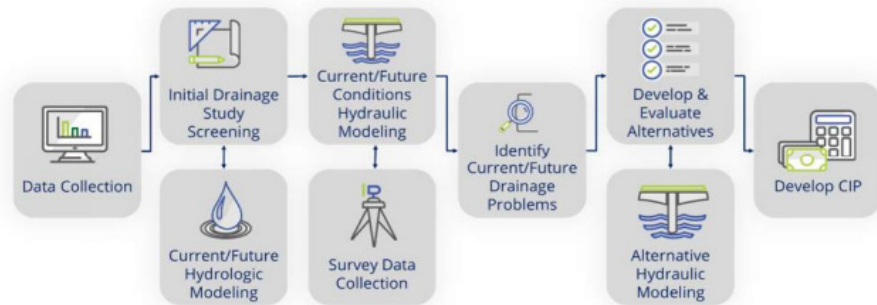 Data Collection
Initial Drainage
Study
Screening
Current/Future
Hydrologic
Modeling
Current/Future
Conditions
Hydraulic
Modeling
Survey Data
Collection
Identify
Current/Future
Drainage
Problems
Develop &
Evaluate
Alternatives
Alternative
Hydraulic
Modeling
Develop CIP